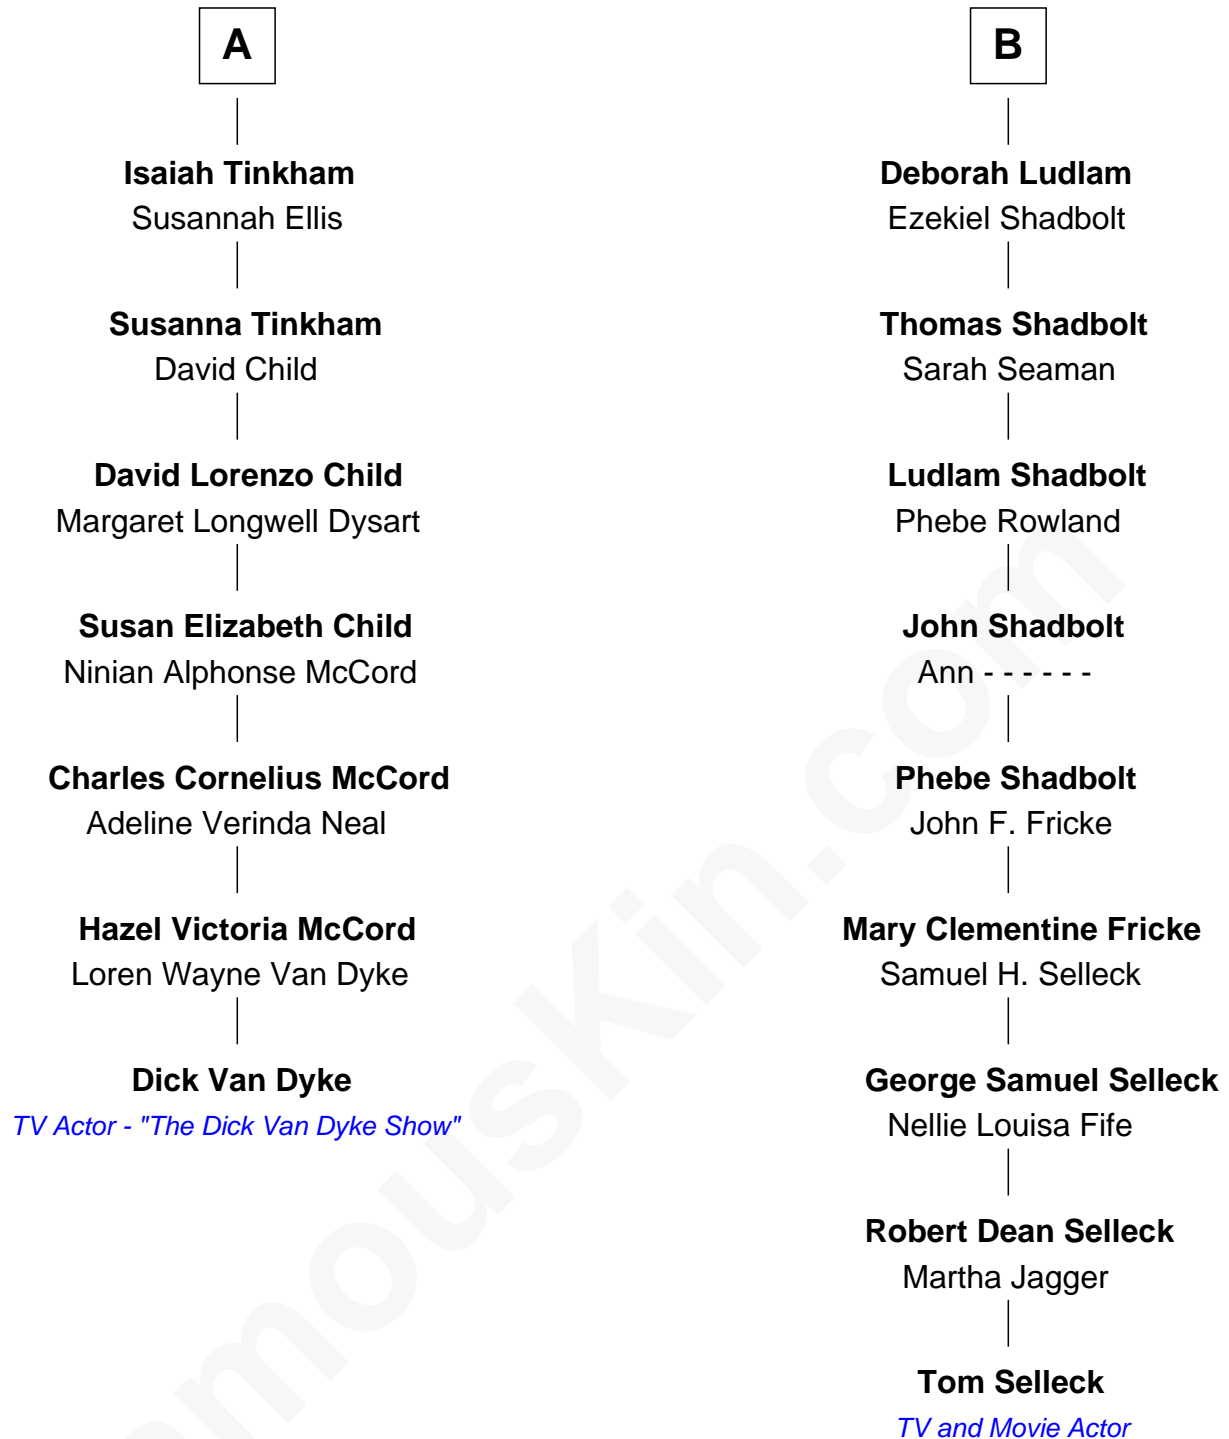 A
Isaiah Tinkham
Susannah Ellis
Susanna Tinkham
David Child
David Lorenzo Child
Margaret Longwell Dysart
Susan Elizabeth Child
Ninian Alphonse McCord
Charles Cornelius McCord
Adeline Verinda Neal
Hazel Victoria McCord
Loren Wayne Van Dyke
Dick Van Dyke
TV Actor - "The Dick Van Dyke Show"
B
Deborah Ludlam
Ezekiel Shadbolt
Thomas Shadbolt
Sarah Seaman
Ludlam Shadbolt
Phebe Rowland
John Shadbolt
Ann - - - - - -
Phebe Shadbolt
John F. Fricke
Mary Clementine Fricke
Samuel H. Selleck
George Samuel Selleck
Nellie Louisa Fife
Robert Dean Selleck
Martha Jagger
Tom Selleck
TV and Movie Actor
amousKin.com